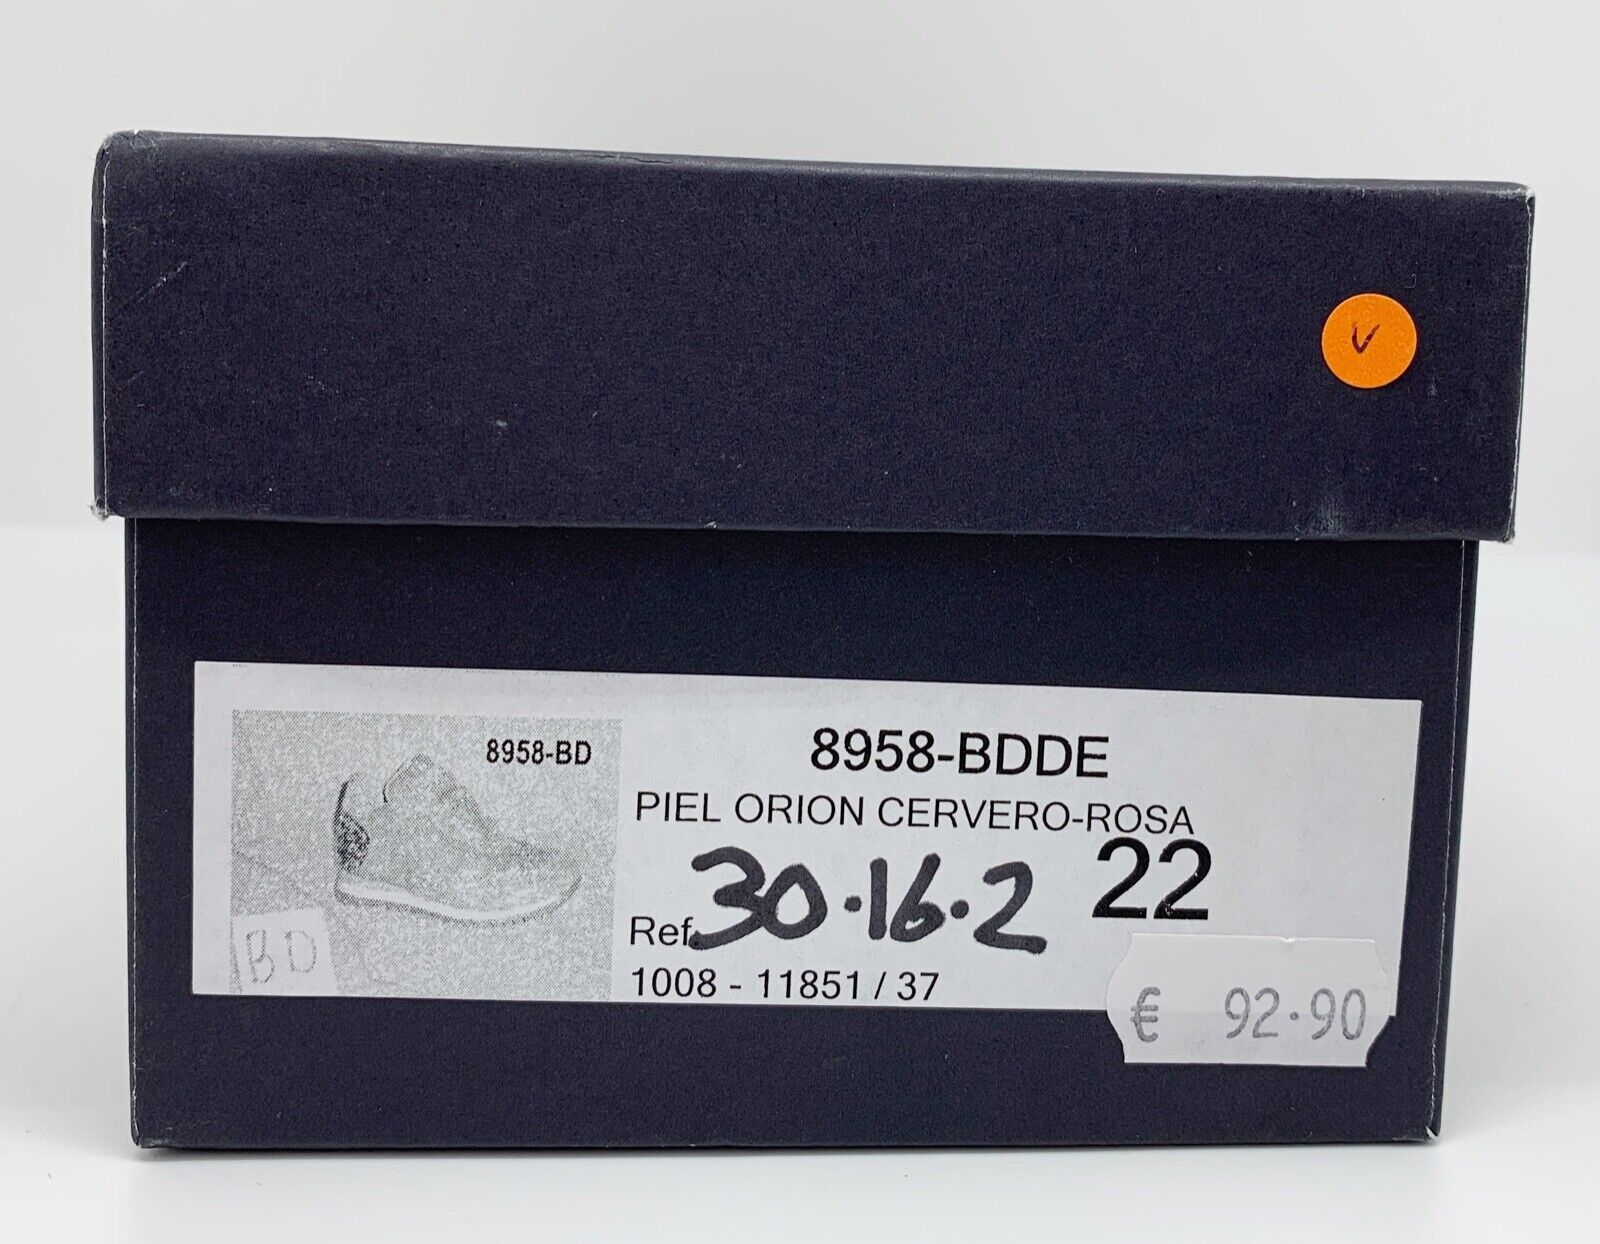 V
8958-BD
BD
8958-BDDE
PIEL ORION CERVERO-ROSA
22
Ref. 30·16·2
1008 - 11851 / 37
€ 92·90